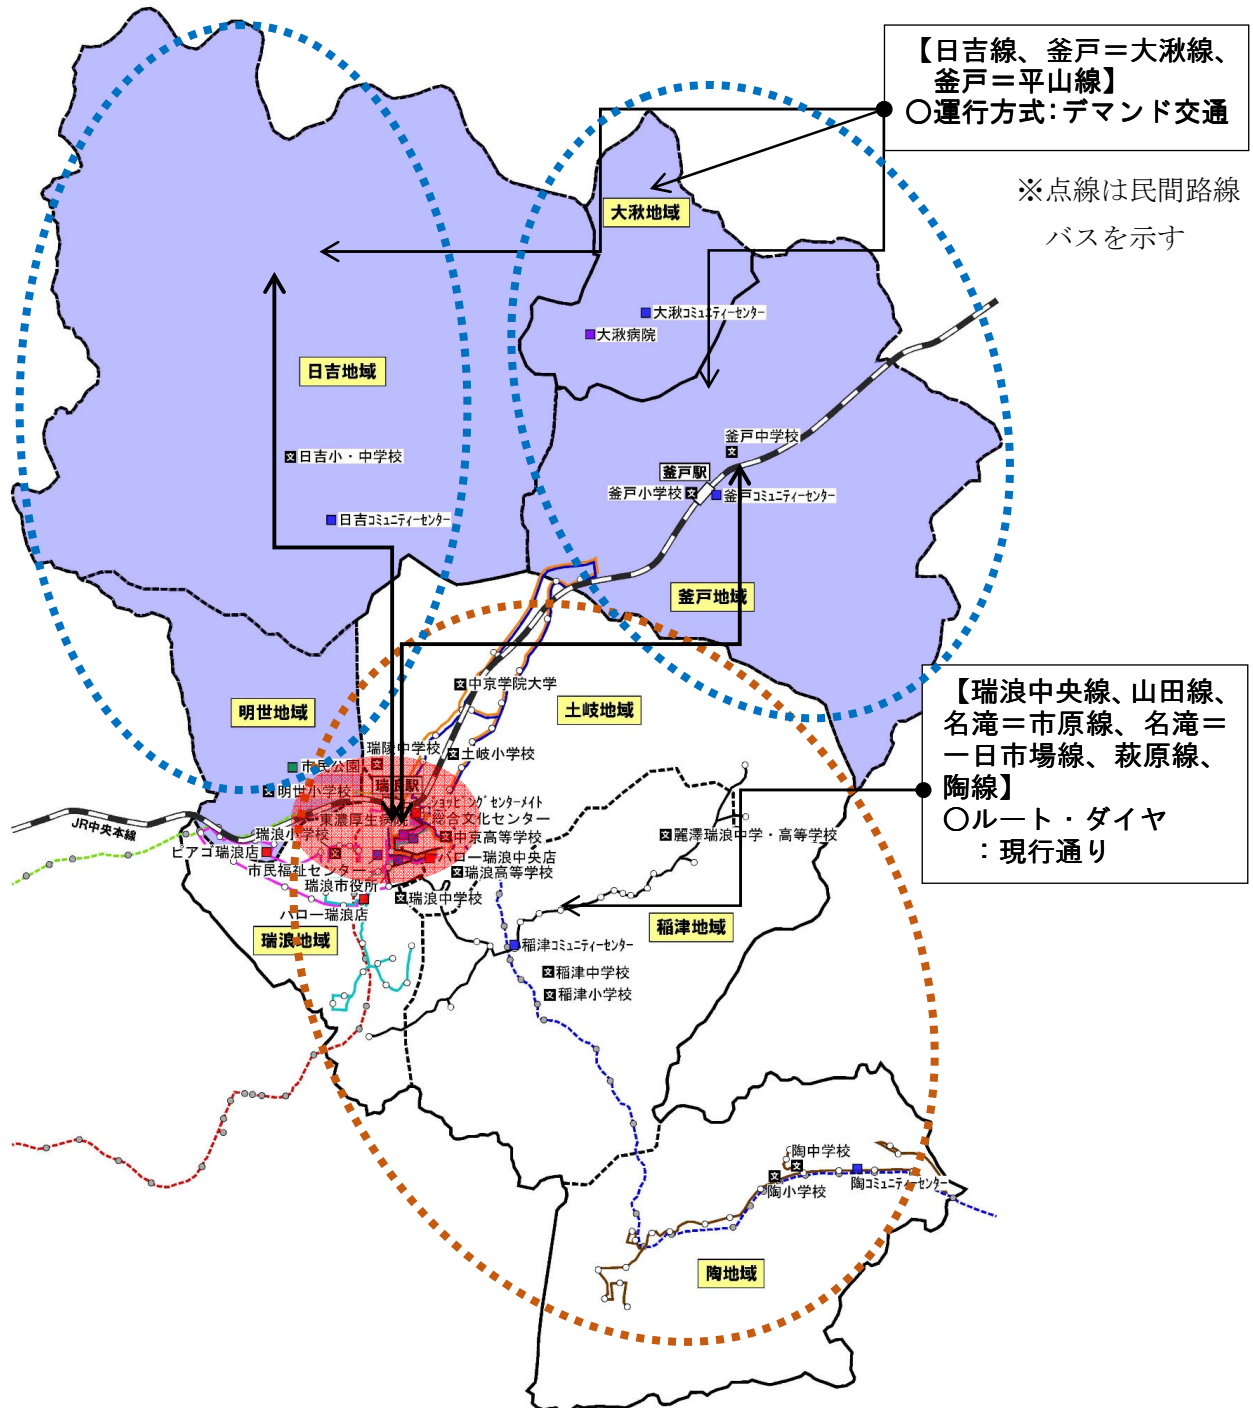 【日吉線、釜戸＝大湫線、
釜戸＝平山線】
〇運行方式：デマンド交通
※点線は民間路線
バスを示す
大湫地域
大湫コミュニティーセンター
大湫病院
日吉地域
釜戸中学校
日吉小・中学校
釜戸駅
釜戸小学校
釜戸コミュニティーセンター
日吉コミュニティーセンター
釜戸地域
【瑞浪中央線、山田線、
名滝＝市原線、名滝＝
一日市場線、萩原線、
陶線】
〇ルート・ダイヤ
：現行通り
中京学院大学
明世地域
土岐地域
瑞陵中学校
土岐小学校
市民公園
瑞浪駅
明世小学校
ショッピングセンターメイト
JR中央本線
東濃厚生病院
総合文化センター
瑞浪小学校
中京高等学校
麗澤瑞浪中学・高等学校
ピアゴ瑞浪店
バロー瑞浪中央店
市民福祉センター
瑞浪高等学校
瑞浪市役所
瑞浪中学校
バロー瑞浪店
瑞浪地域
稲津地域
稲津コミュニティーセンター
稲津中学校
稲津小学校
陶中学校
陶小学校
陶コミュニティーセンター
陶地域